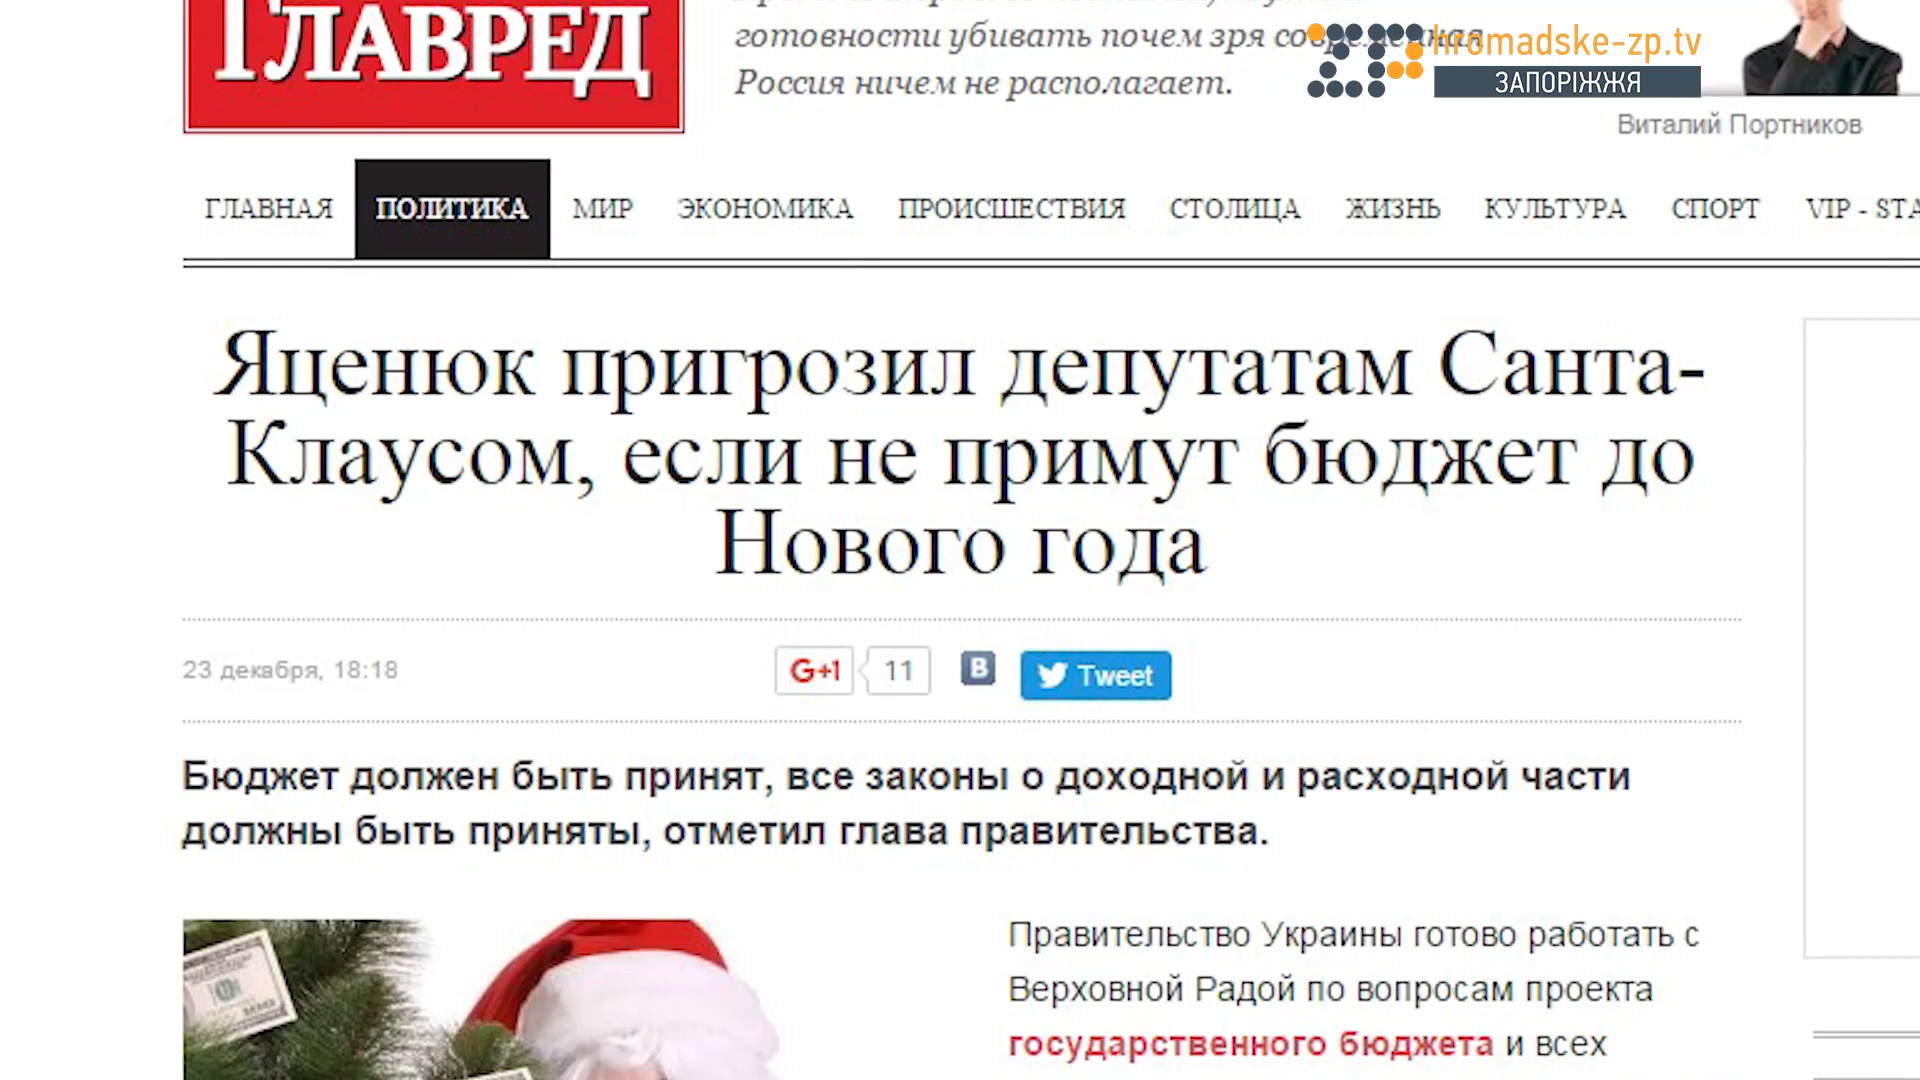 ГЛАВРЕД
готовности убивать почем зря современная
Россия ничем не располагает.
hromadske-zp.tv
ЗАПОРІЖЖЯ
Виталий Портников
ГЛАВНАЯ ПОЛИТИКА МИР ЭКОНОМИКА ПРОИСШЕСТВИЯ СТОЛИЦА ЖИЗНЬ КУЛЬТУРА СПОРТ VIP - STA
Яценюк пригрозил депутатам Санта-
Клаусом, если не примут бюджет до
Нового года
23 декабря, 18:18
G+1 11 B Tweet
Бюджет должен быть принят, все законы о доходной и расходной части
должны быть приняты, отметил глава правительства.
Правительство Украины готово работать с
Верховной Радой по вопросам проекта
государственного бюджета и всех